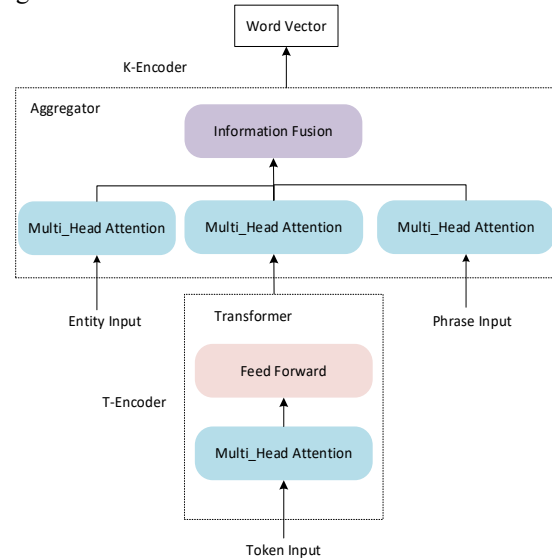 Word Vector
K-Encoder
Aggregator
Information Fusion
Multi_Head Attention
Multi_Head Attention
Multi_Head Attention
Entity Input
Transformer
Phrase Input
Feed Forward
T-Encoder
Multi_Head Attention
Token Input